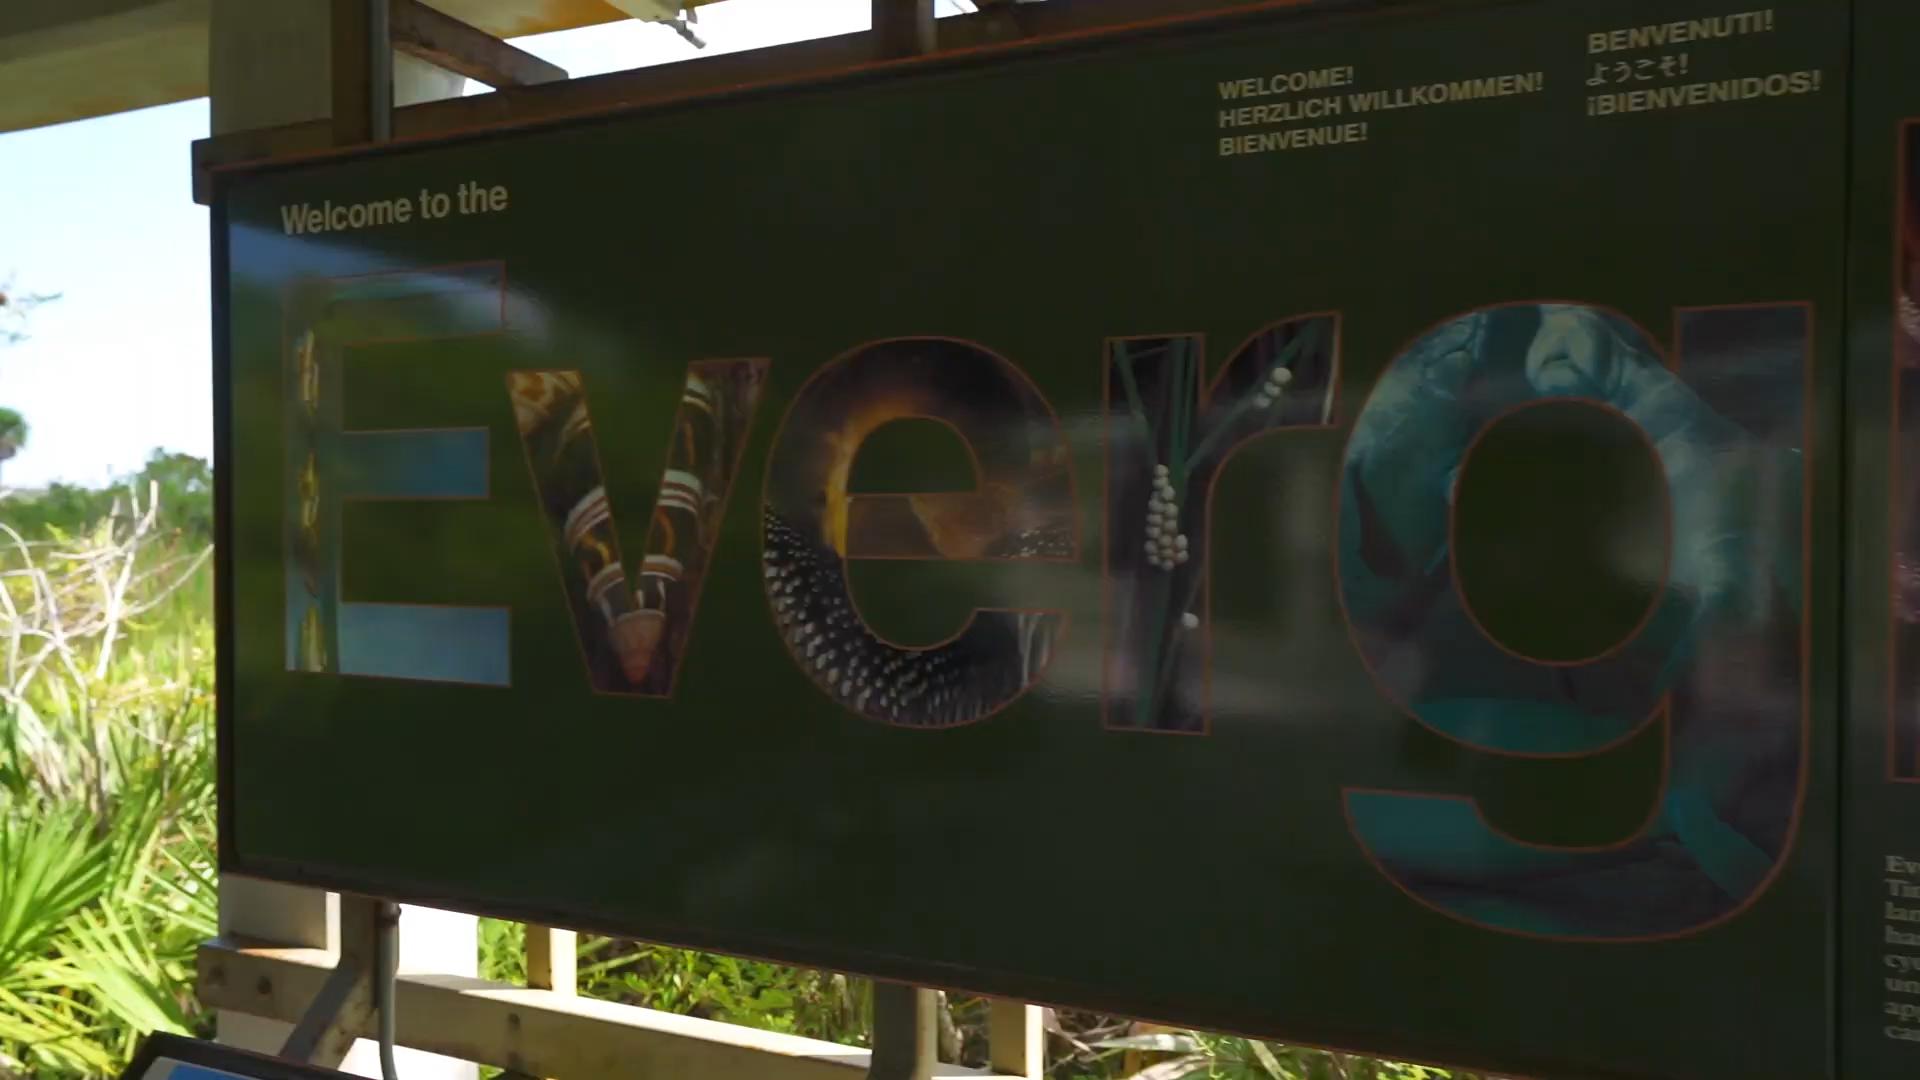 Welcome to the
WELCOME!
HERZLICH WILLKOMMEN!
BIENVENUE!
BENVENUTI!
ようこそ!
¡BIENVENIDOS!
Everg